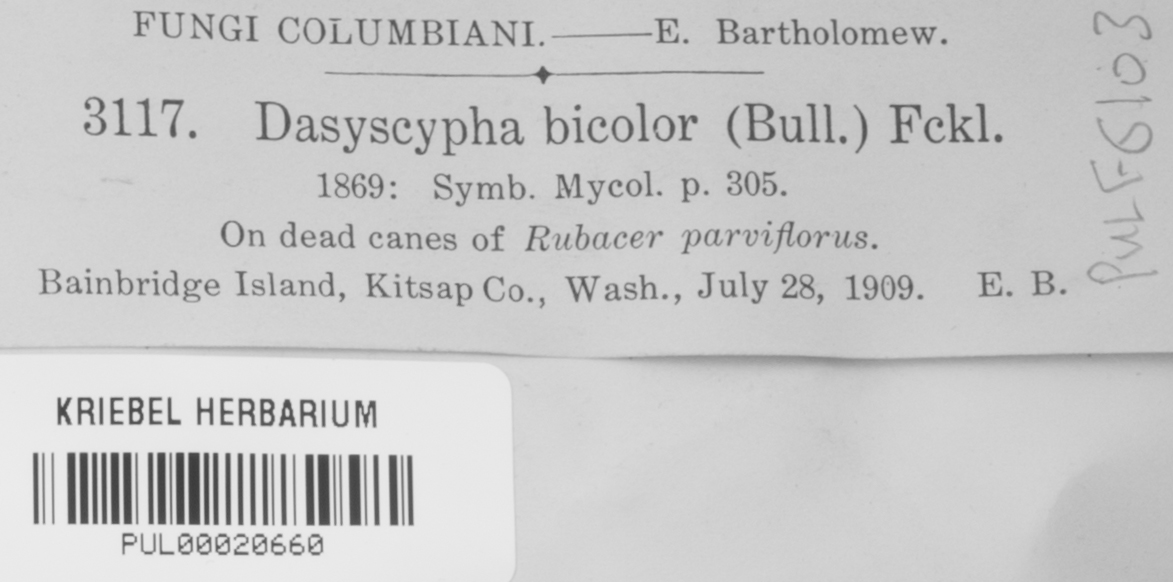 FUNGI COLUMBIANI.——E. Bartholomew.
3117. Dasyscypha bicolor (Bull.) Fckl.
1869: Symb. Mycol. p. 305.
On dead canes of Rubacer parviflorus.
Bainbridge Island, Kitsap Co., Wash., July 28, 1909. E. B.
PUL F6103
KRIEBEL HERBARIUM
PUL00020660